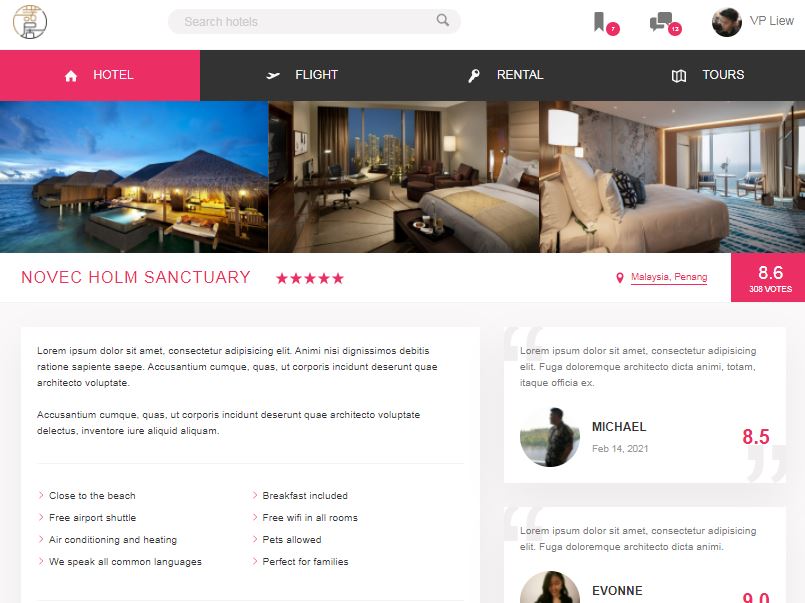 Search hotels
7
12
VP Liew
HOTEL
FLIGHT
RENTAL
TOURS
NOVEC HOLM SANCTUARY
Malaysia, Penang
8.6
308 VOTES
Lorem ipsum dolor sit amet, consectetur adipisicing elit. Animi nisi dignissimos debitis
ratione sapiente saepe. Accusantium cumque, quas, ut corporis incidunt deserunt quae
architecto voluptate.
Accusantium cumque, quas, ut corporis incidunt deserunt quae architecto voluptate
delectus, inventore iure aliquid aliquam.
Close to the beach
Breakfast included
Free airport shuttle
Free wifi in all rooms
Air conditioning and heating
Pets allowed
We speak all common languages
Perfect for families
Lorem ipsum dolor sit amet, consectetur adipisicing
elit. Fuga doloremque architecto dicta animi, totam,
itaque officia ex.
MICHAEL
Feb 14, 2021
8.5
Lorem ipsum dolor sit amet, consectetur adipisicing
elit. Fuga doloremque architecto dicta animi.
EVONNE
9.0